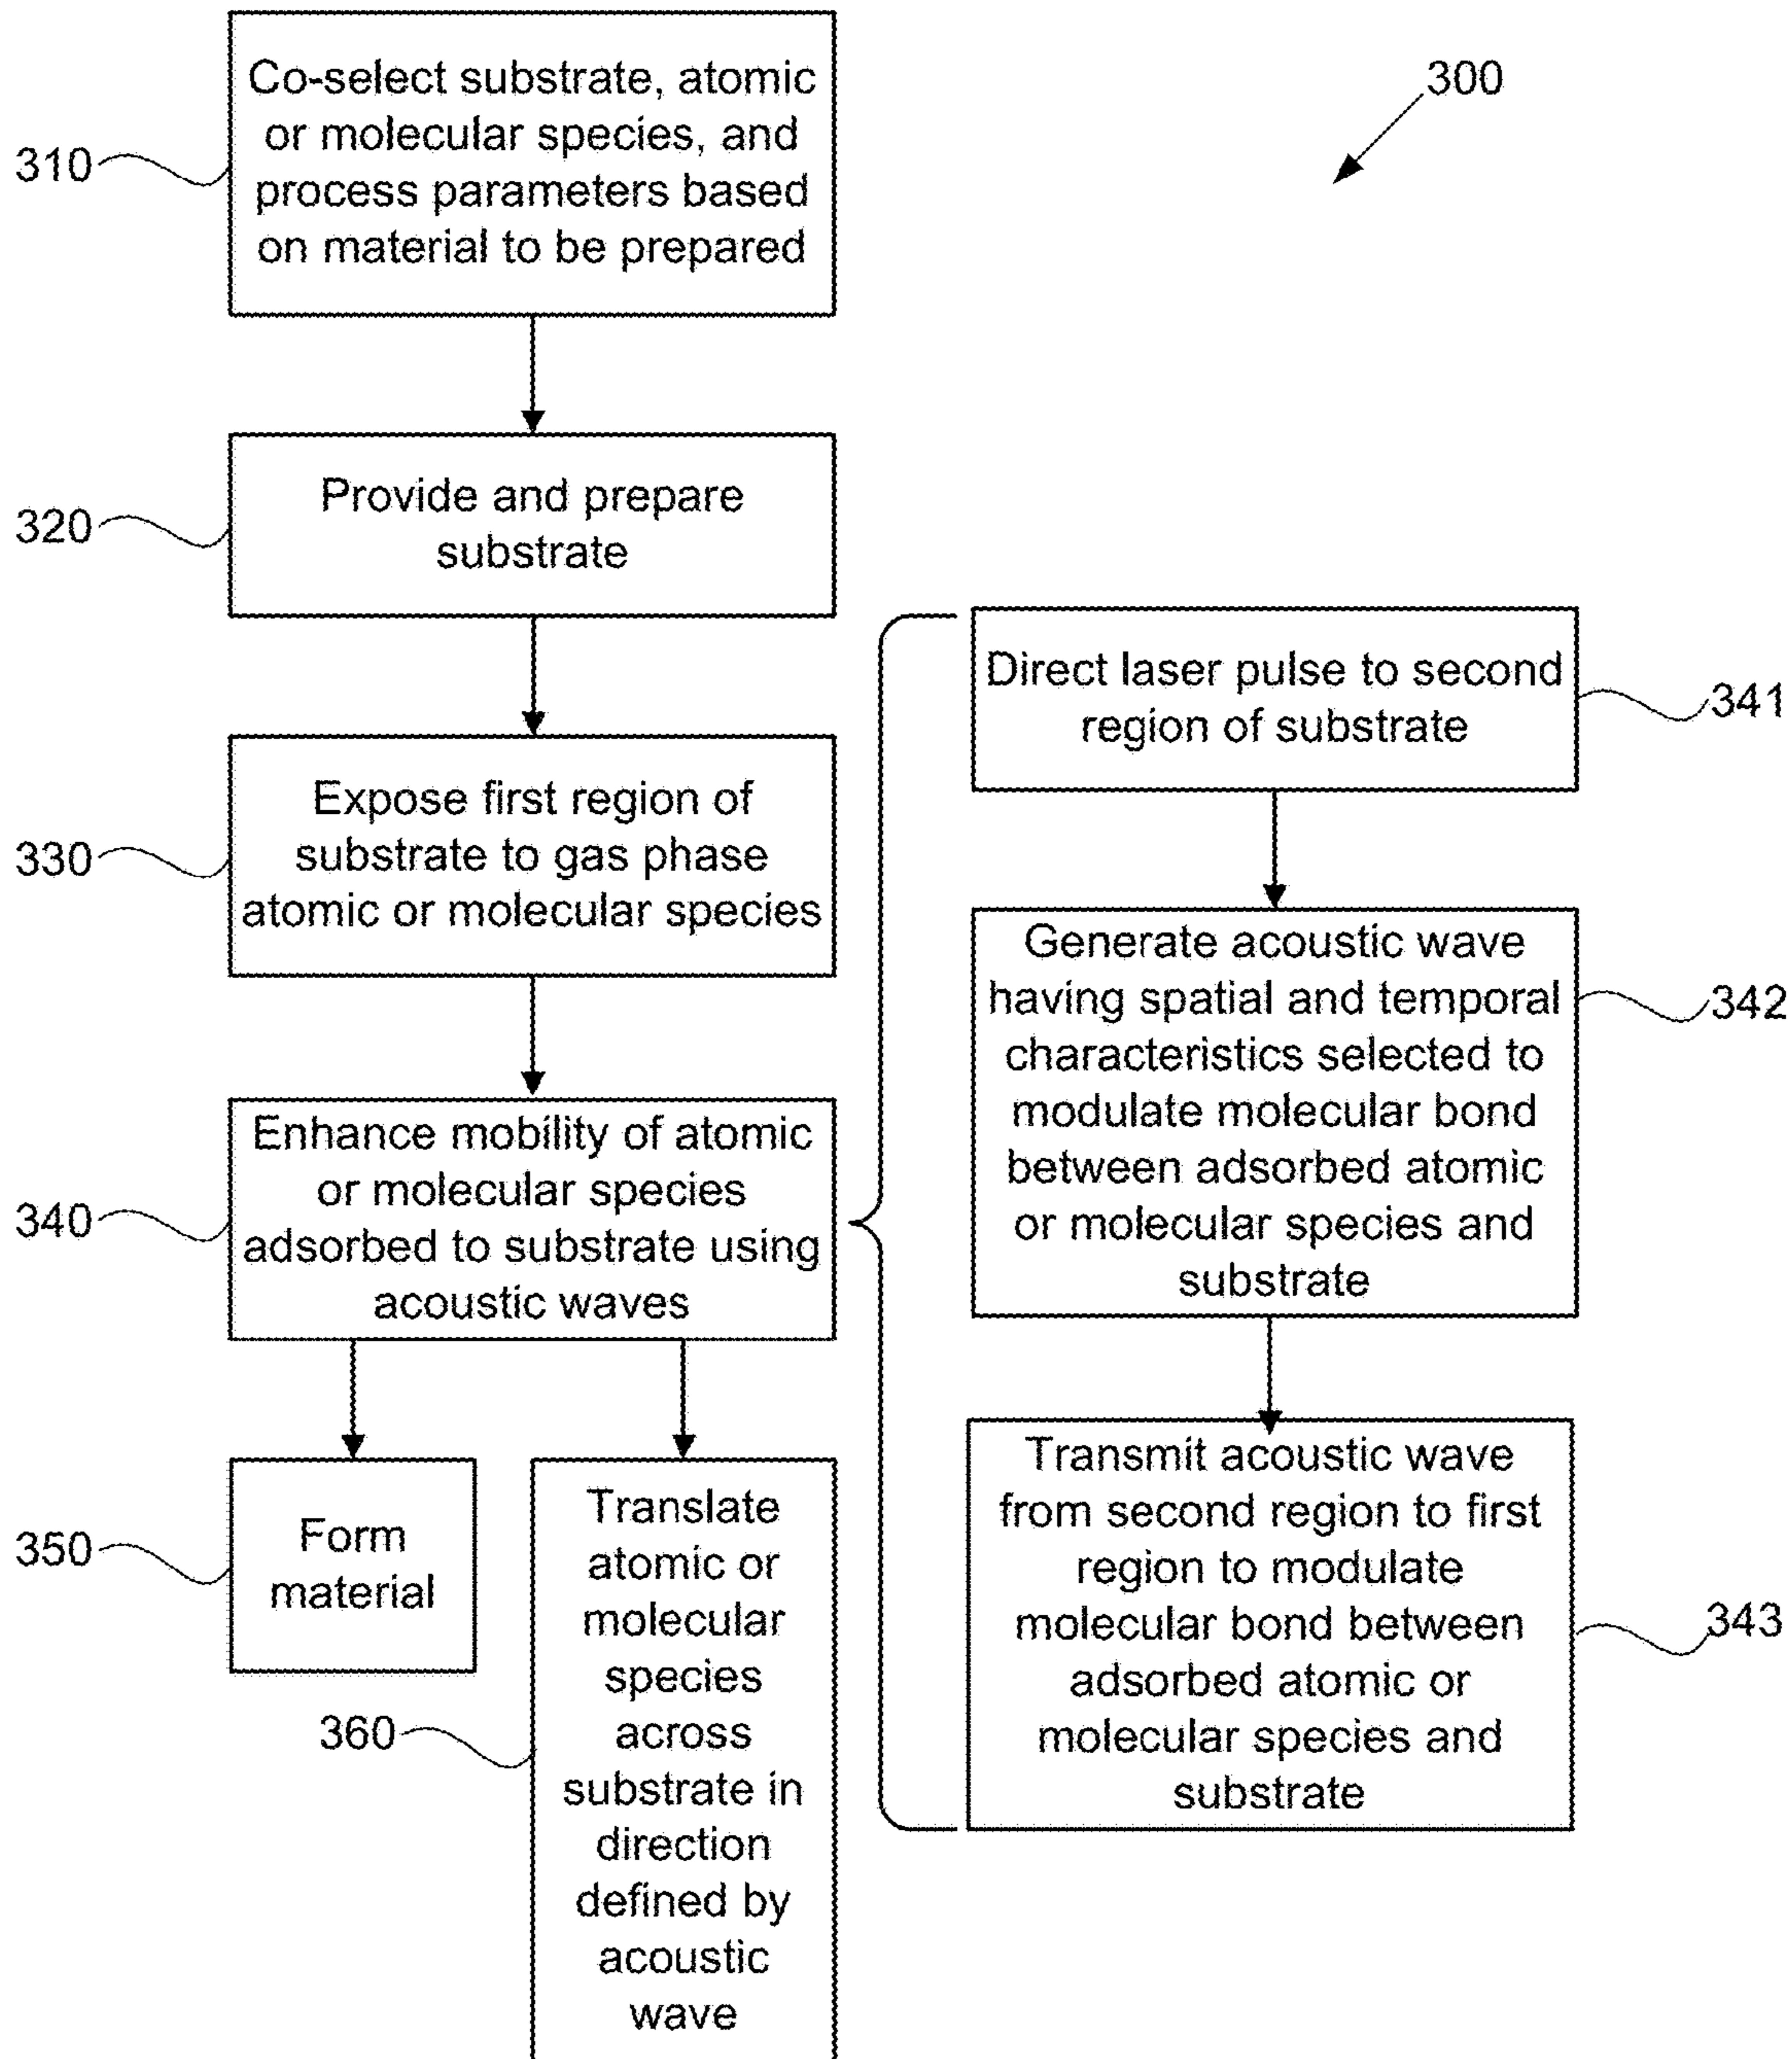 300
310
Co-select substrate, atomic
or molecular species, and
process parameters based
on material to be prepared
320
Provide and prepare
substrate
330
Expose first region of
substrate to gas phase
atomic or molecular species
340
Enhance mobility of atomic
or molecular species
adsorbed to substrate using
acoustic waves
350
Form
material
360
Translate
atomic or
molecular
species
across
substrate in
direction
defined by
acoustic
wave
Direct laser pulse to second
region of substrate
341
Generate acoustic wave
having spatial and temporal
characteristics selected to
modulate molecular bond
between adsorbed atomic
or molecular species and
substrate
342
Transmit acoustic wave
from second region to first
region to modulate
molecular bond between
adsorbed atomic or
molecular species and
substrate
343